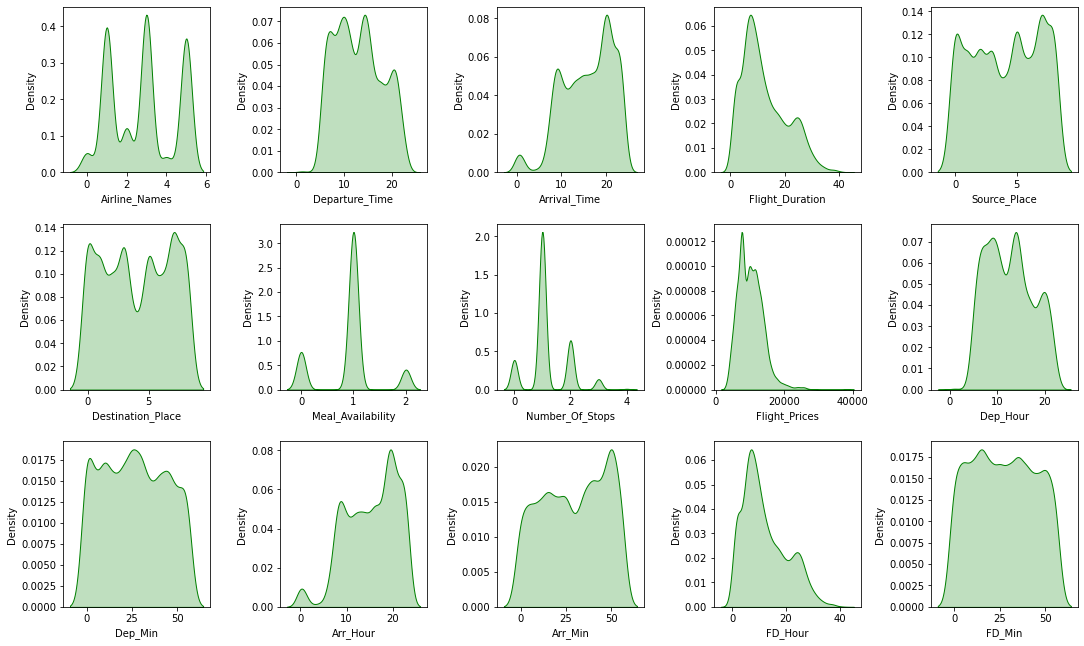 0.4
0.3
0.2
0.1
0.0
Density
0 2 4 6
Airline_Names
0.07
0.06
0.05
0.04
0.03
0.02
0.01
0.00
Density
0 10 20
Departure_Time
0.08
0.06
0.04
0.02
0.00
Density
0 10 20
Arrival_Time
0.06
0.05
0.04
0.03
0.02
0.01
0.00
Density
0 20 40
Flight_Duration
0.14
0.12
0.10
0.08
0.06
0.04
0.02
0.00
Density
0 5
Source_Place
0.14
0.12
0.10
0.08
0.06
0.04
0.02
0.00
Density
0 5
Destination_Place
3.0
2.5
2.0
1.5
1.0
0.5
0.0
Density
0 1 2
Meal_Availability
2.0
1.5
1.0
0.5
0.0
Density
0 2 4
Number_Of_Stops
0.00012
0.00010
0.00008
0.00006
0.00004
0.00002
0.00000
Density
0 20000 40000
Flight_Prices
0.07
0.06
0.05
0.04
0.03
0.02
0.01
0.00
Density
0 10 20
Dep_Hour
0.0175
0.0150
0.0125
0.0100
0.0075
0.0050
0.0025
0.0000
Density
0 25 50
Dep_Min
0.08
0.06
0.04
0.02
0.00
Density
0 10 20
Arr_Hour
0.020
0.015
0.010
0.005
0.000
Density
0 25 50
Arr_Min
0.06
0.05
0.04
0.03
0.02
0.01
0.00
Density
0 20 40
FD_Hour
0.0175
0.0150
0.0125
0.0100
0.0075
0.0050
0.0025
0.0000
Density
0 25 50
FD_Min